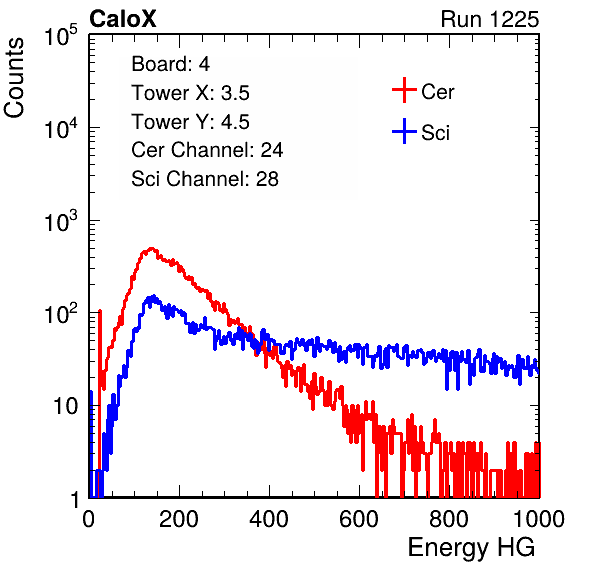 CaloX Run 1225
Counts
10^5
10^4
10^3
10^2
10
1
Board: 4
Tower X: 3.5
Tower Y: 4.5
Cer Channel: 24
Sci Channel: 28
Cer
Sci
0 200 400 600 800 1000
Energy HG